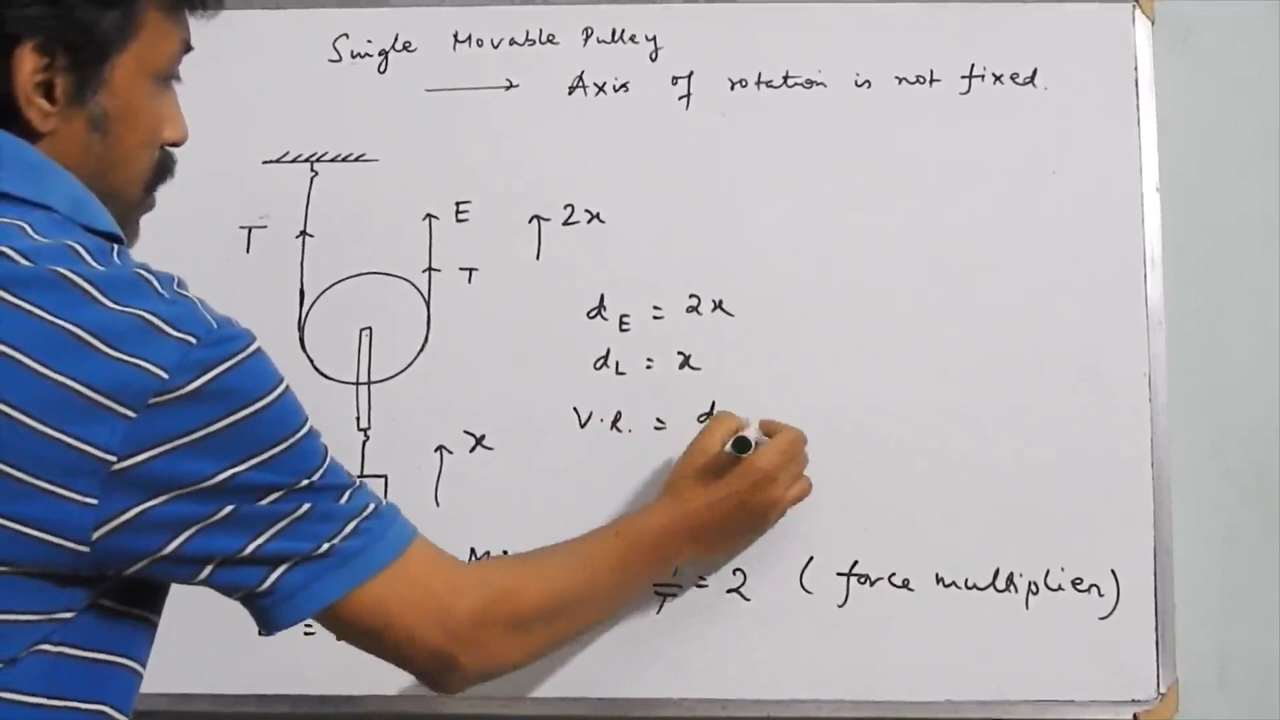 Single Movable Pulley
⟶ Axis of rotation is not fixed.
E
↑ 2x
T
T
d_E = 2x
d_L = x
V.R. = d
↑ x
= 2 (force multiplier)
=